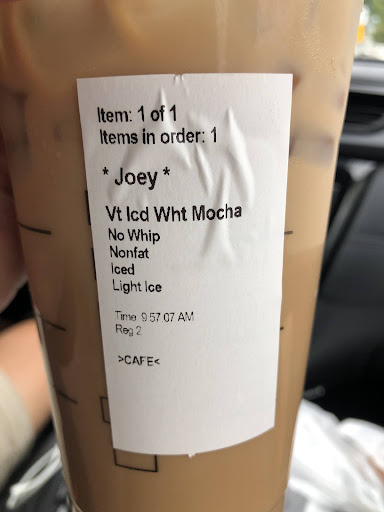 Item: 1 of 1
Items in order: 1
* Joey *
Vt Icd Wht Mocha
No Whip
Nonfat
Iced
Light Ice
Time 9:57:07 AM
Reg 2
>CAFE<